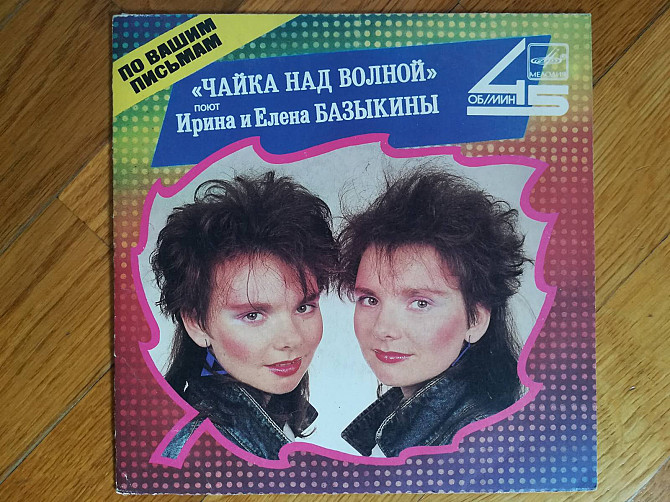 ПО ВАШИМ
ПИСЬМАМ
«ЧАЙКА НАД ВОЛНОЙ»
ПОЮТ
Ирина и Елена БАЗЫКИНЫ
45
ОБ/МИН
МЕЛОДИЯ